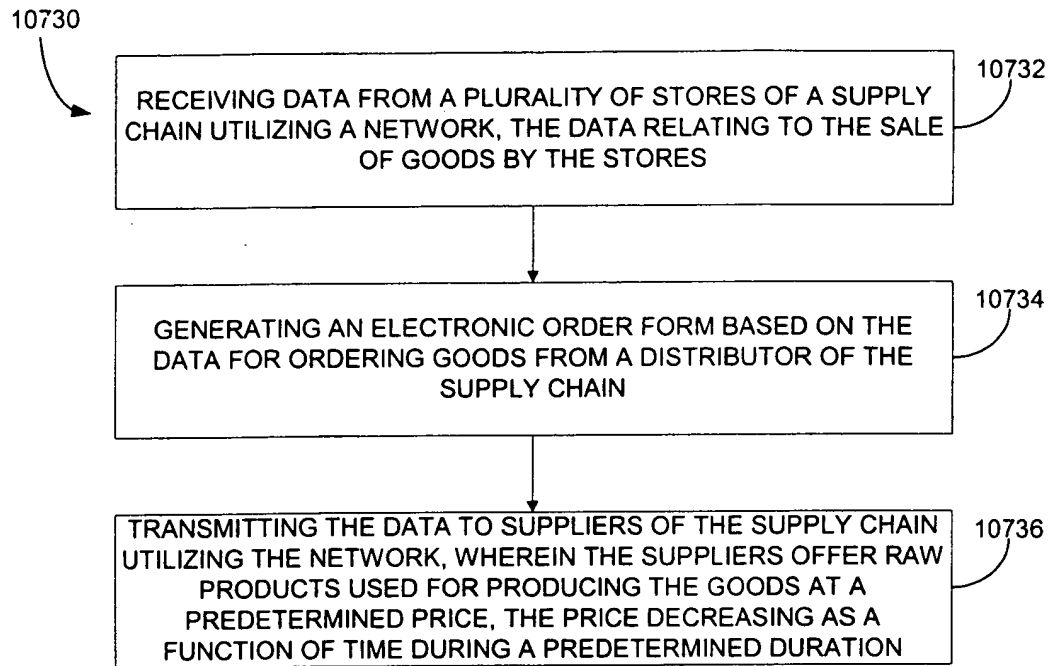 10730
10732
RECEIVING DATA FROM A PLURALITY OF STORES OF A SUPPLY
CHAIN UTILIZING A NETWORK, THE DATA RELATING TO THE SALE
OF GOODS BY THE STORES
10734
GENERATING AN ELECTRONIC ORDER FORM BASED ON THE
DATA FOR ORDERING GOODS FROM A DISTRIBUTOR OF THE
SUPPLY CHAIN
10736
TRANSMITTING THE DATA TO SUPPLIERS OF THE SUPPLY CHAIN
UTILIZING THE NETWORK, WHEREIN THE SUPPLIERS OFFER RAW
PRODUCTS USED FOR PRODUCING THE GOODS AT A
PREDETERMINED PRICE, THE PRICE DECREASING AS A
FUNCTION OF TIME DURING A PREDETERMINED DURATION